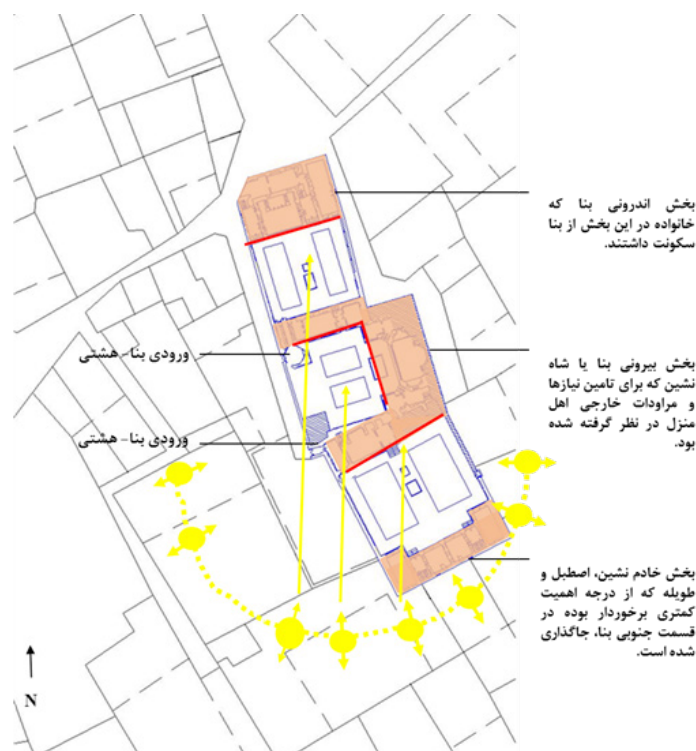 بخش اندرونی بنا که
خانواده در این بخش از بنا
سکونت داشتند.
ورودی بنا- هشتی
بخش بیرونی بنا یا شاه
نشین که برای تامین نیازها
و مراودات خارجی اهل
منزل در نظر گرفته شده
بود.
ورودی بنا- هشتی
بخش خادم نشین، اصطبل و
طویله که از درجه اهمیت
کمتری برخوردار بوده در
قسمت جنوبی بنا، جاگذاری
شده است.
N